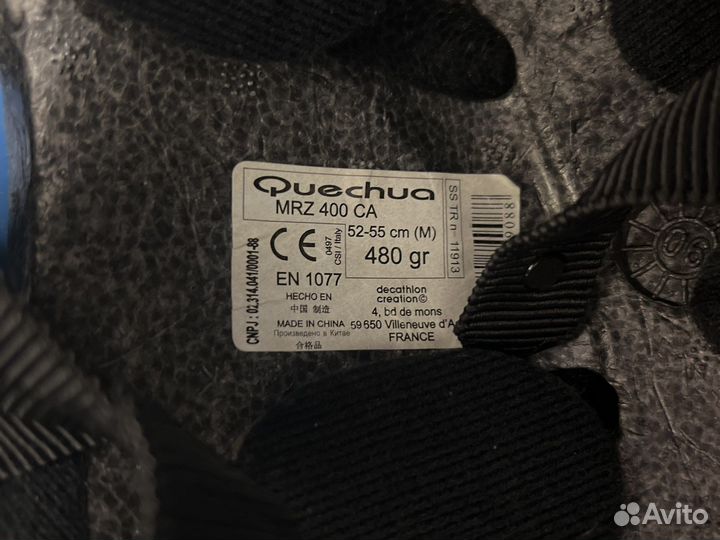 Quechua
MRZ 400 CA
CE
0497
CSI / Italy
52-55 cm (M)
480 gr
EN 1077
HECHO EN
中国 制造
MADE IN CHINA
Произведено в Китае
合格品
decathlon
creation©
4, bd de mons
59 650 Villeneuve d'A
FRANCE
CNPJ : 02.314.041/0001-88
SS TR n° 11913
Avito